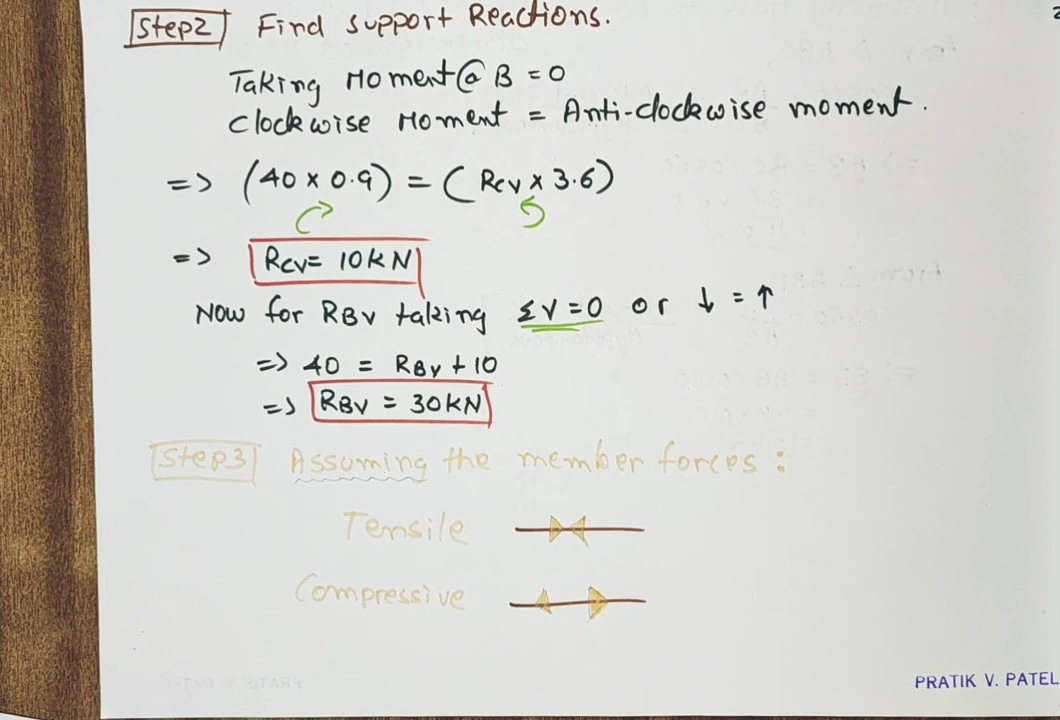 Step2 Find support Reactions.
Taking Moment @ B = 0
Clockwise Moment = Anti-clockwise moment.
=> (40 x 0.9) = (Rcv x 3.6)
=> Rcv = 10kN
Now for RBV taking ΣV=0 or ↓ = ↑
=> 40 = RBV + 10
=> RBV = 30kN
Step3 Assuming the member forces:
Tensile
Compressive
PRATIK V. PATEL